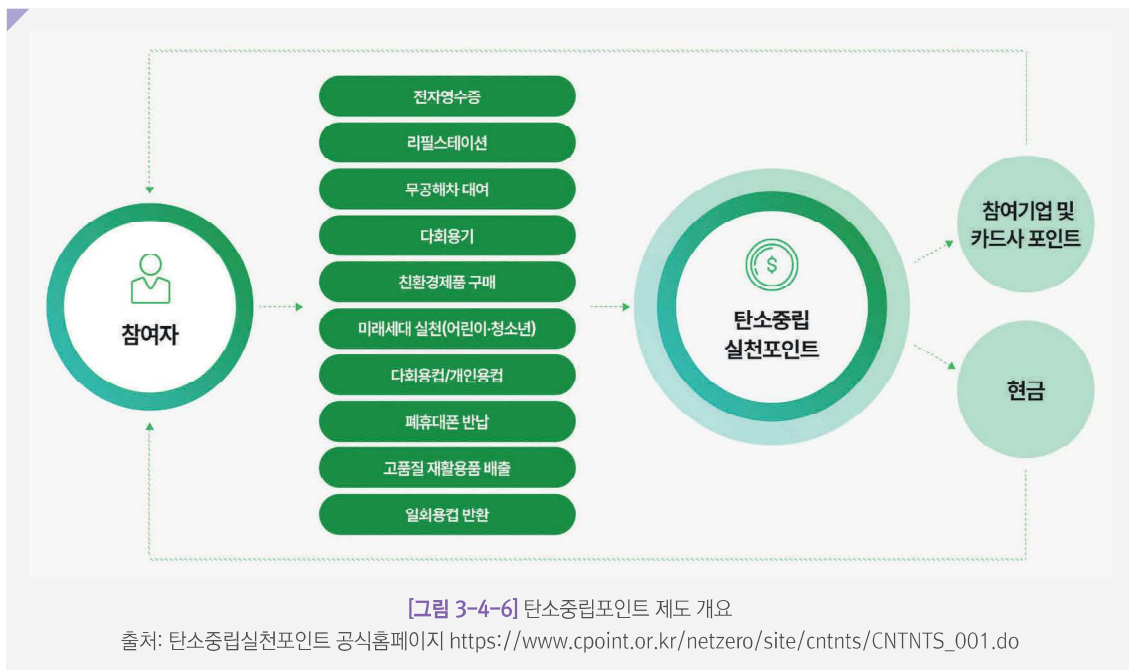 전자영수증
리필스테이션
무공해차 대여
다회용기
친환경제품 구매
미래세대 실천(어린이·청소년)
다회용컵/개인용컵
폐휴대폰 반납
고품질 재활용품 배출
일회용컵 반환
참여자
$
탄소중립
실천포인트
참여기업 및
카드사 포인트
현금
[그림 3-4-6] 탄소중립포인트 제도 개요
출처: 탄소중립실천포인트 공식홈페이지 https://www.cpoint.or.kr/netzero/site/cntnts/CNTNTS_001.do